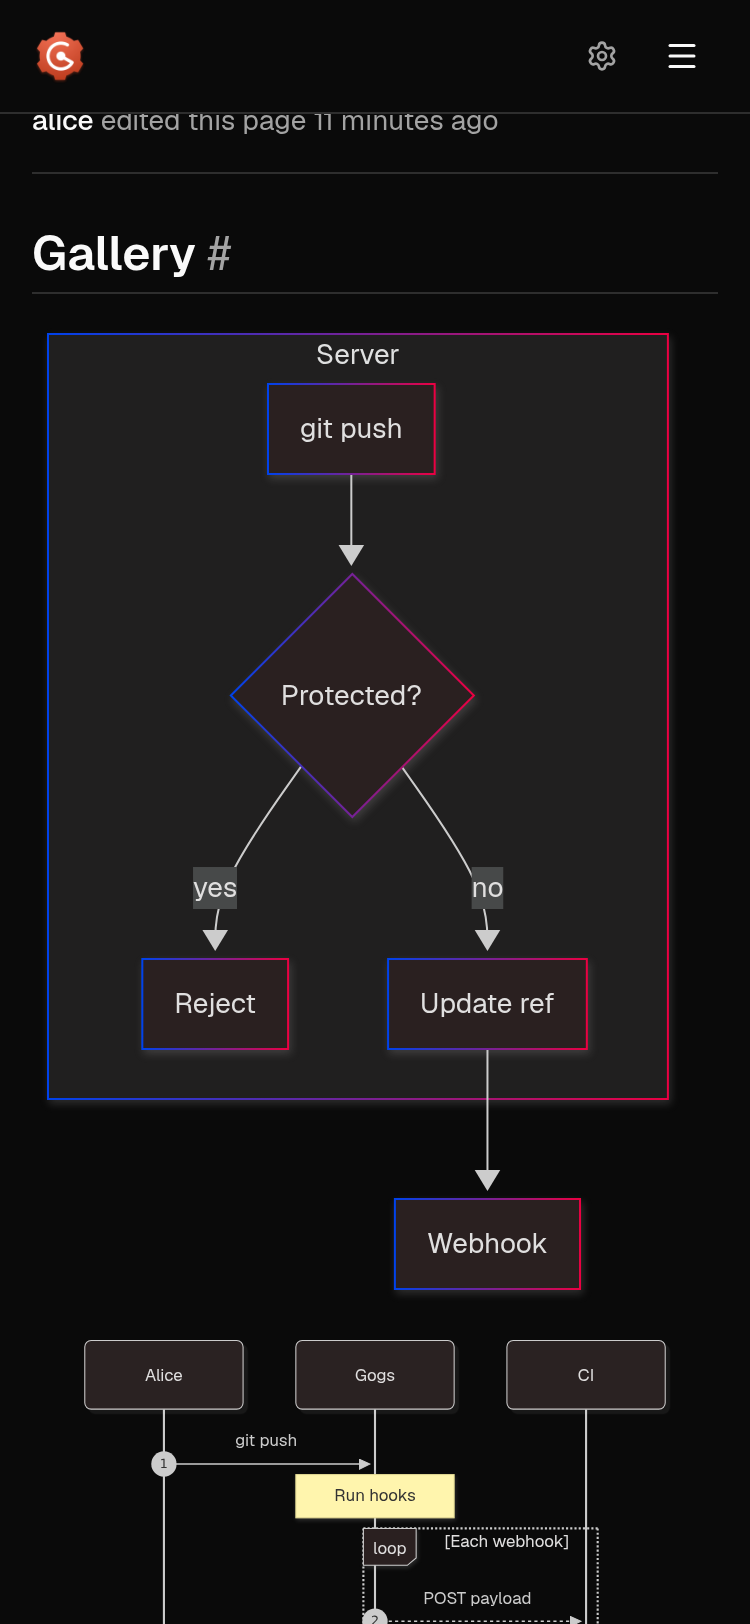 alice edited this page 11 minutes ago
Gallery #
Server
git push
Protected?
yes
no
Reject
Update ref
Webhook
Alice
Gogs
CI
git push
1
Run hooks
loop
[Each webhook]
POST payload
2